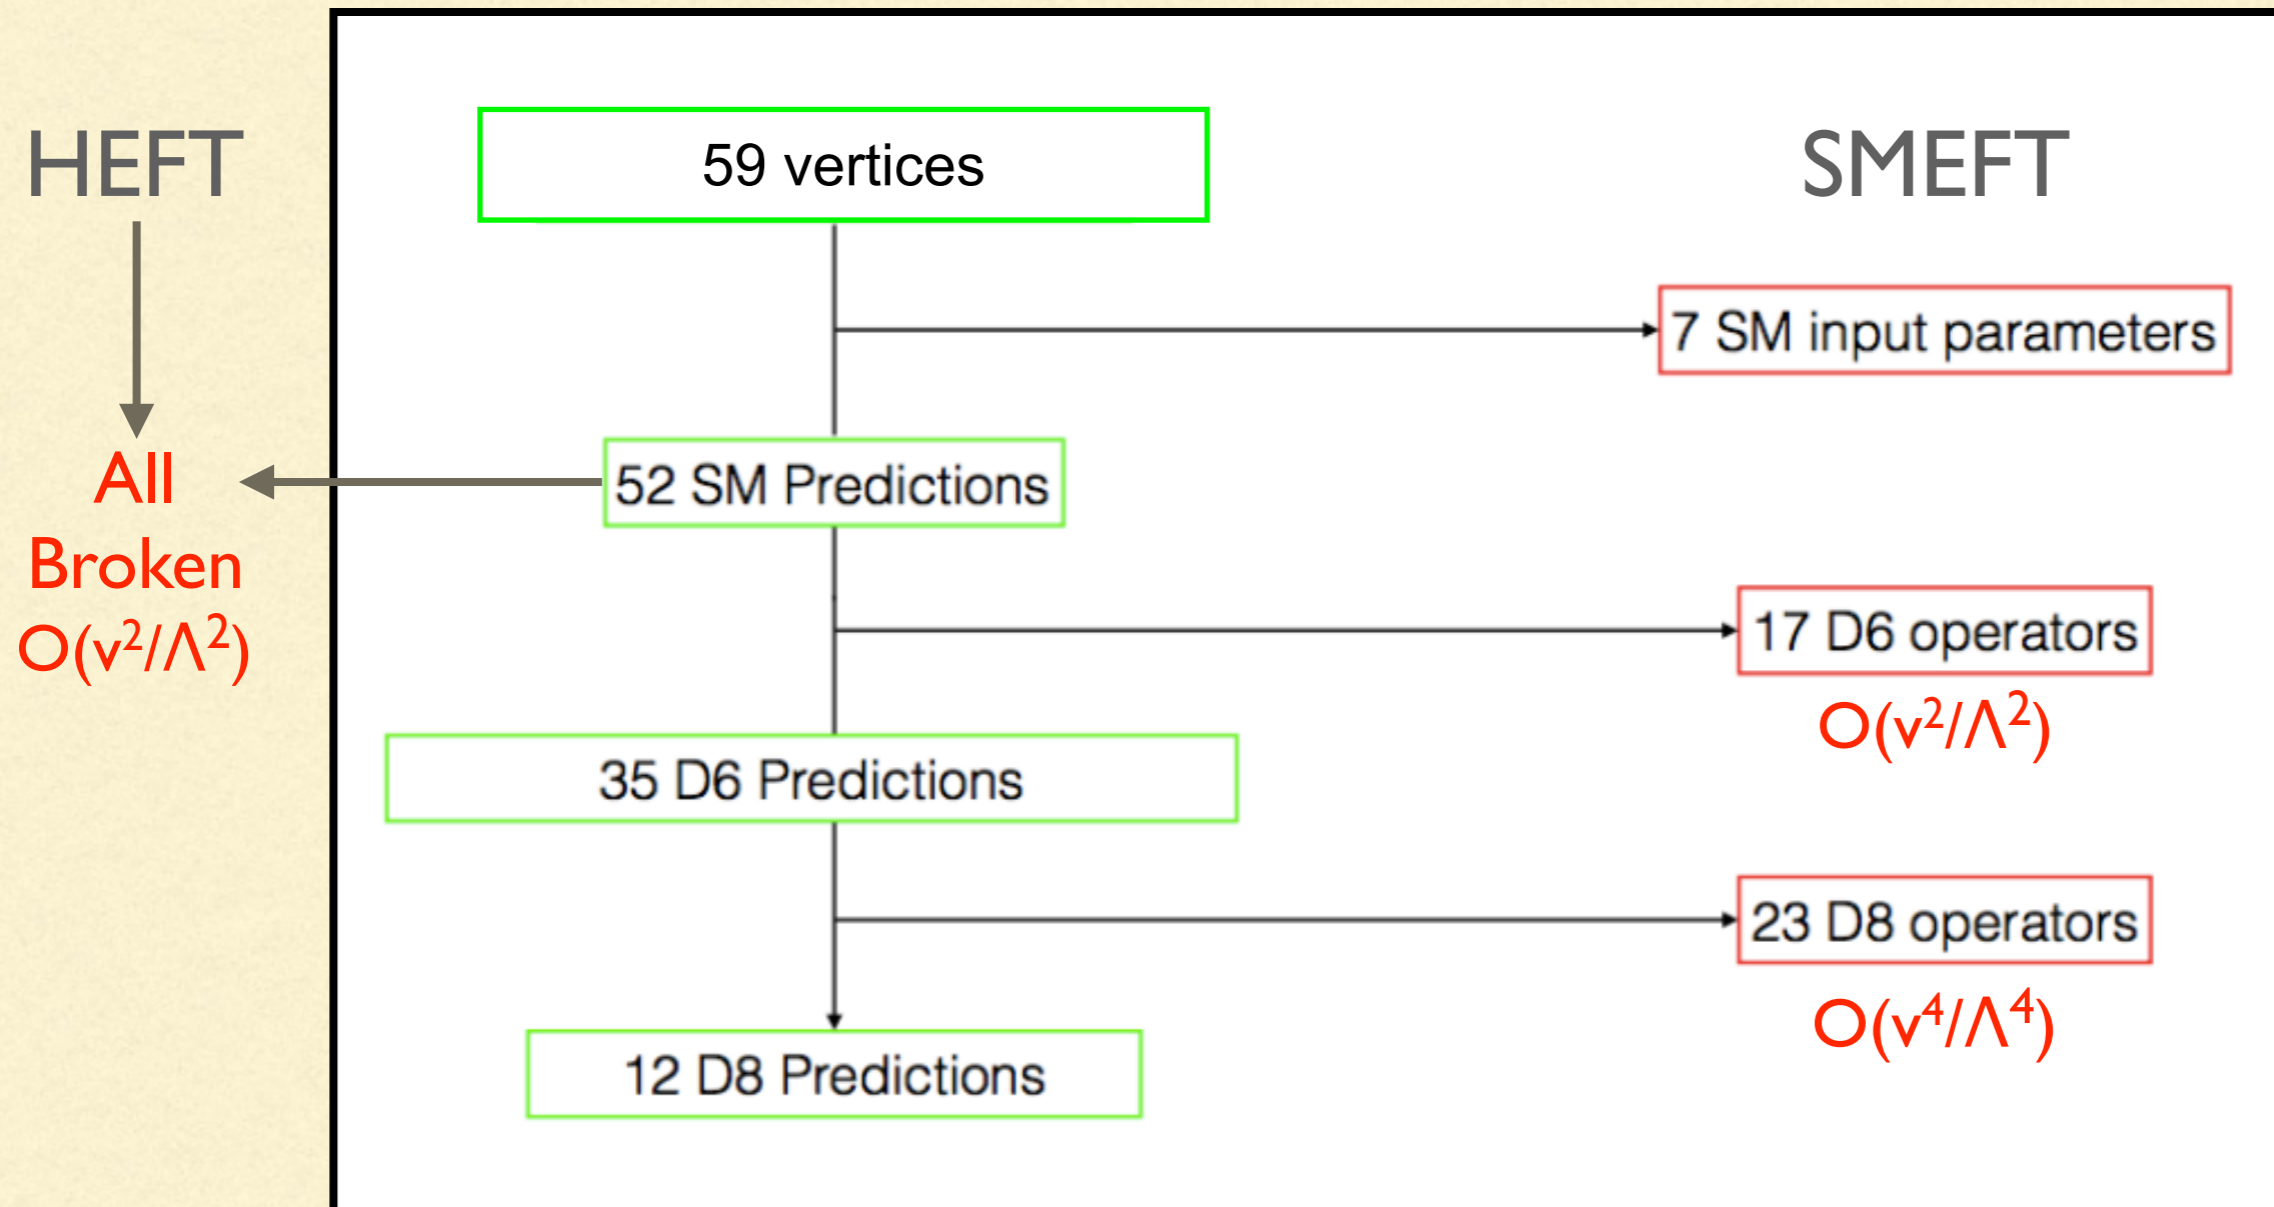 HEFT
59 vertices
SMEFT
7 SM input parameters
All
Broken
O(v²/Λ²)
52 SM Predictions
17 D6 operators
O(v²/Λ²)
35 D6 Predictions
23 D8 operators
O(v⁴/Λ⁴)
12 D8 Predictions